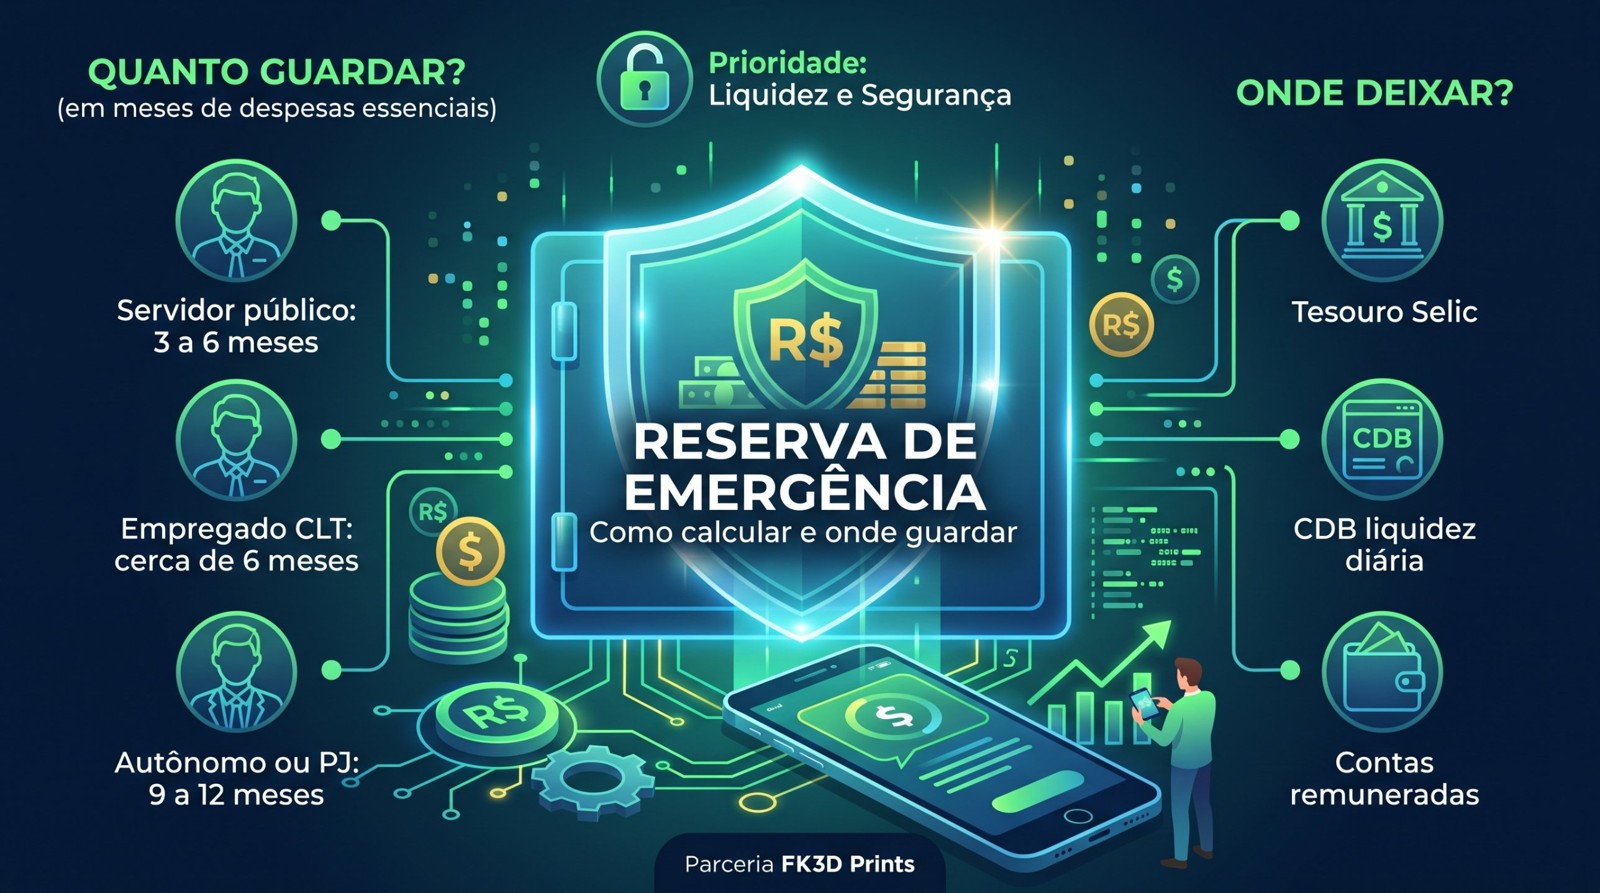 QUANTO GUARDAR?
(em meses de despesas essenciais)
Servidor público:
3 a 6 meses
Empregado CLT:
cerca de 6 meses
Autônomo ou PJ:
9 a 12 meses
Prioridade:
Liquidez e Segurança
R$
RESERVA DE
EMERGÊNCIA
Como calcular e onde guardar
R$
$
R$
$
S
$
R$
ONDE DEIXAR?
$
Tesouro Selic
CDB
CDB liquidez
diária
Contas
remuneradas
Parceria FK3D Prints